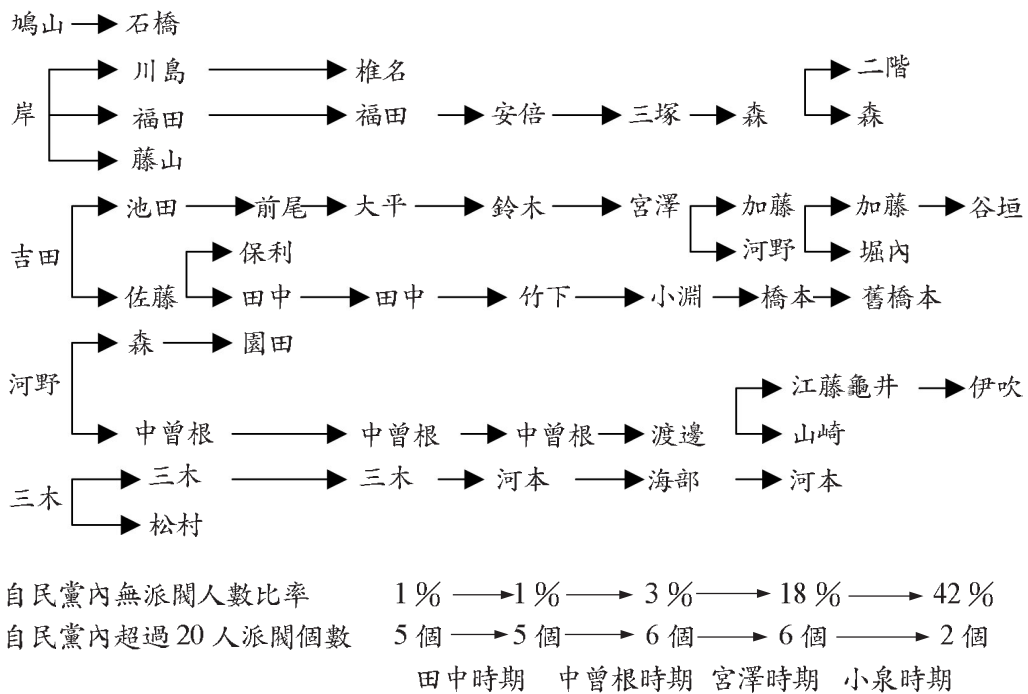 鳩山 石橋
川島 椎名 二階
岸 福田 福田 安倍 三塚 森 森
藤山
池田 前尾 大平 鈴木 宮澤 加藤 加藤 谷垣
吉田 保利 河野 堀內
佐藤 田中 田中 竹下 小淵 橋本 舊橋本
森 園田
河野 江藤龜井 伊吹
中曾根 中曾根 中曾根 渡邊 山崎
三木 三木 三木 河本 海部 河本
松村
自民黨內無派閥人數比率 1% 1% 3% 18% 42%
自民黨內超過20人派閥個數 5個 5個 6個 6個 2個
田中時期 中曾根時期 宮澤時期 小泉時期